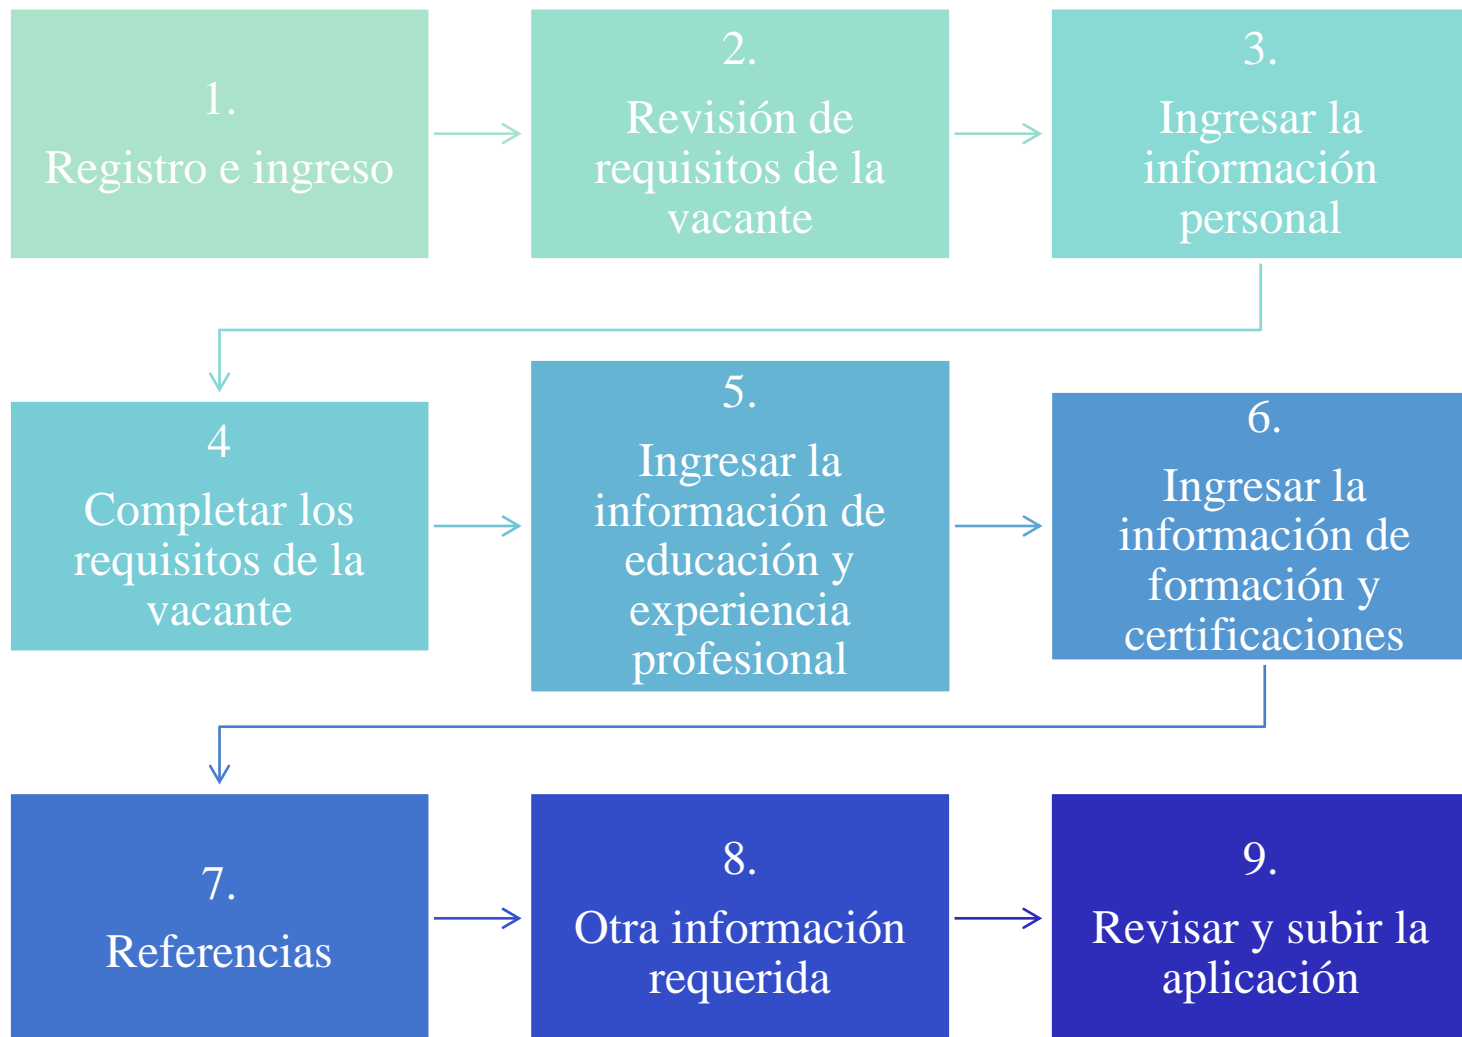 1.
Registro e ingreso
2.
Revisión de
requisitos de la
vacante
3.
Ingresar la
información
personal
4
Completar los
requisitos de la
vacante
5.
Ingresar la
información de
educación y
experiencia
profesional
6.
Ingresar la
información de
formación y
certificaciones
7.
Referencias
8.
Otra información
requerida
9.
Revisar y subir la
aplicación